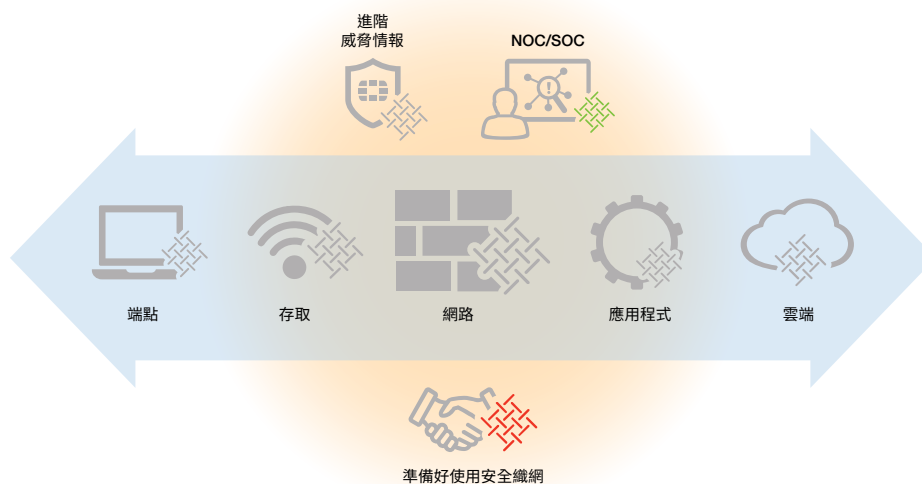 進階
威脅情報
NOC/SOC
端點
存取
網路
應用程式
雲端
準備好使用安全織網